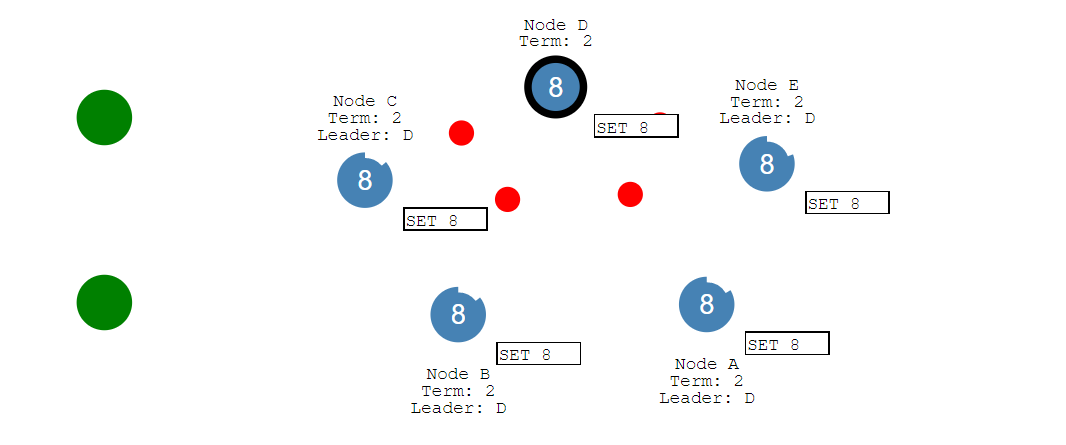 Node D
Term: 2
8
SET 8
Node C
Term: 2
Leader: D
8
SET 8
Node E
Term: 2
Leader: D
8
SET 8
8
SET 8
Node B
Term: 2
Leader: D
8
SET 8
Node A
Term: 2
Leader: D